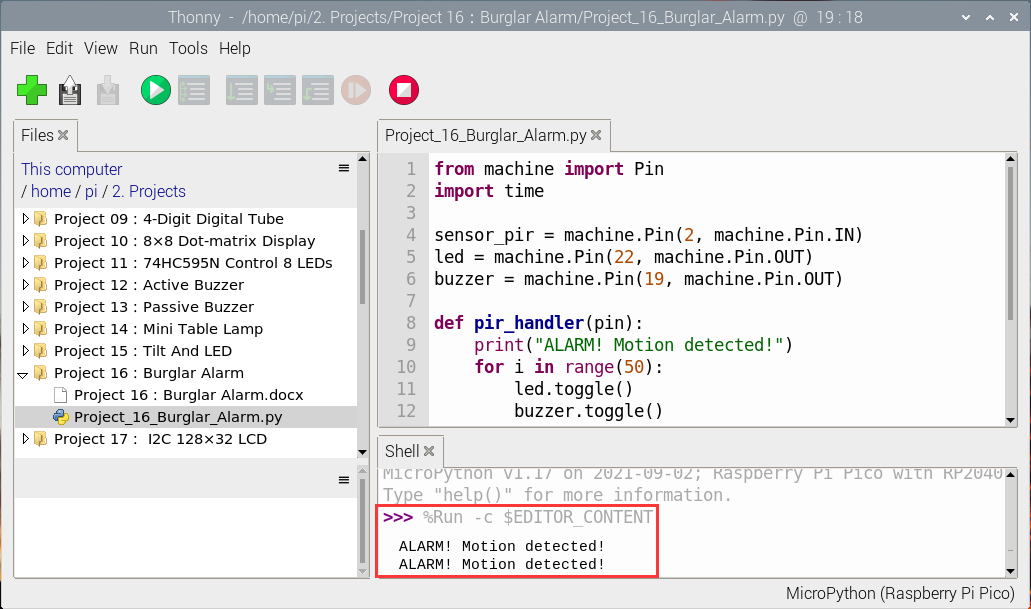 Thonny - /home/pi/2. Projects/Project 16 : Burglar Alarm/Project_16_Burglar_Alarm.py @ 19 : 18
File Edit View Run Tools Help
Files
This computer
/ home / pi / 2. Projects
Project 09 : 4-Digit Digital Tube
Project 10 : 8×8 Dot-matrix Display
Project 11 : 74HC595N Control 8 LEDs
Project 12 : Active Buzzer
Project 13 : Passive Buzzer
Project 14 : Mini Table Lamp
Project 15 : Tilt And LED
Project 16 : Burglar Alarm
Project 16 : Burglar Alarm.docx
Project_16_Burglar_Alarm.py
Project 17 : I2C 128×32 LCD
Project_16_Burglar_Alarm.py
1 from machine import Pin
2 import time
3
4 sensor_pir = machine.Pin(2, machine.Pin.IN)
5 led = machine.Pin(22, machine.Pin.OUT)
6 buzzer = machine.Pin(19, machine.Pin.OUT)
7
8 def pir_handler(pin):
9 print("ALARM! Motion detected!")
10 for i in range(50):
11 led.toggle()
12 buzzer.toggle()
Shell
MicroPython v1.17 on 2021-09-02; Raspberry Pi Pico with RP2040
Type "help()" for more information.
>>> %Run -c $EDITOR_CONTENT
ALARM! Motion detected!
ALARM! Motion detected!
MicroPython (Raspberry Pi Pico)